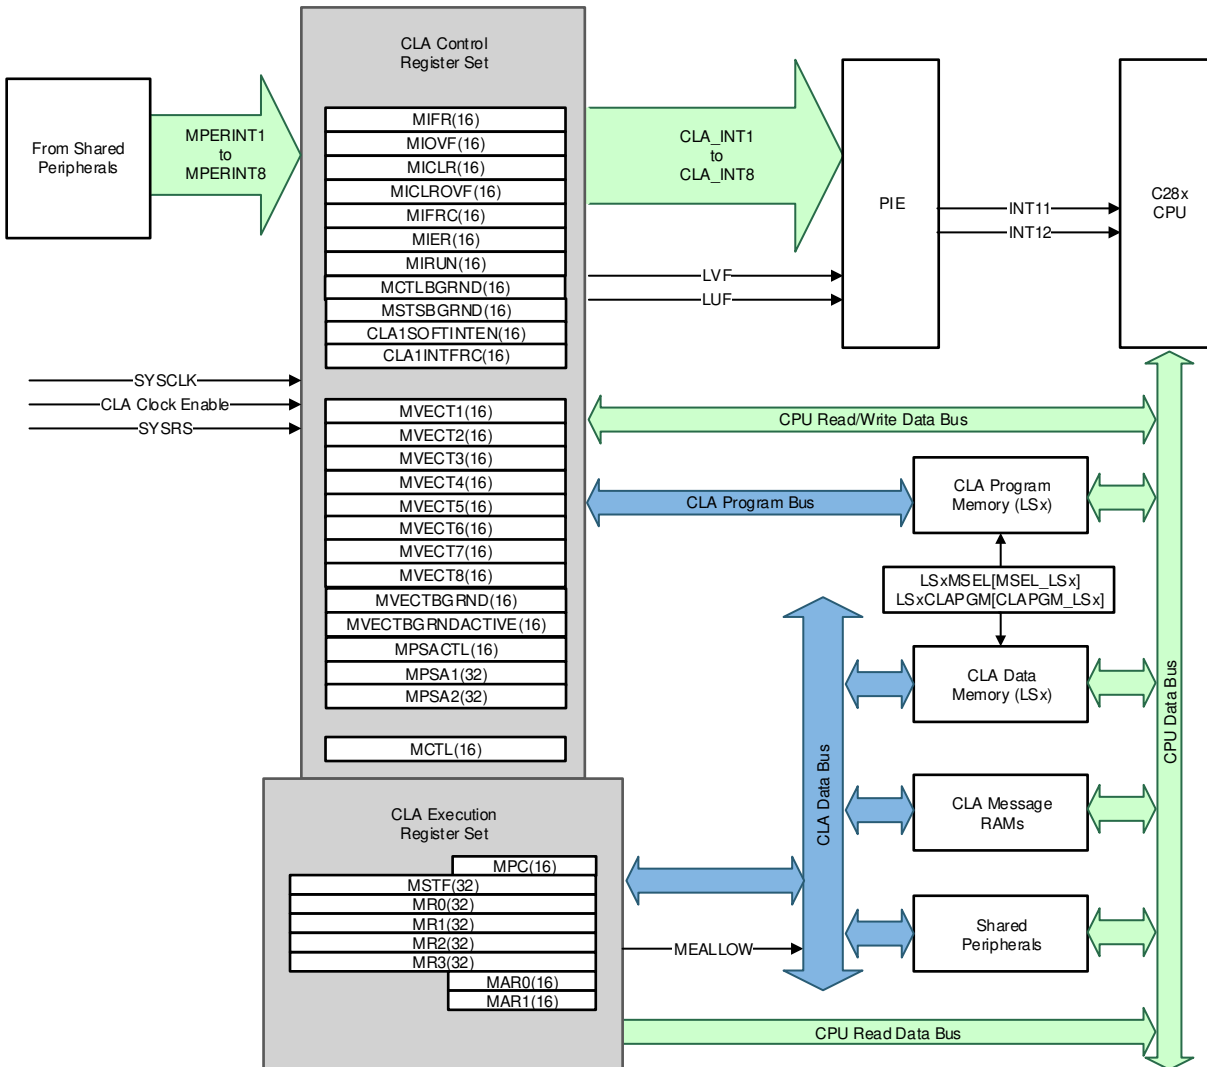 CLA Control
Register Set
From Shared
Peripherals
MPERINT1
to
MPERINT8
MIFR(16)
MIOVF(16)
MICLR(16)
MICLROVF(16)
MIFRC(16)
MIER(16)
MIRUN(16)
MCTLBGRND(16)
MSTSBGRND(16)
CLA1SOFTINTEN(16)
CLA1INTFRC(16)
CLA_INT1
to
CLA_INT8
LVF
LUF
PIE
INT11
INT12
C28x
CPU
SYSCLK
CLA Clock Enable
SYSRS
MVECT1(16)
MVECT2(16)
MVECT3(16)
MVECT4(16)
MVECT5(16)
MVECT6(16)
MVECT7(16)
MVECT8(16)
MVECTBGRND(16)
MVECTBGRNDACTIVE(16)
MPSACTL(16)
MPSA1(32)
MPSA2(32)
MCTL(16)
CPU Read/Write Data Bus
CLA Program Bus
CLA Program
Memory (LSx)
LSxMSEL[MSEL_LSx]
LSxCLAPGM[CLAPGM_LSx]
CLA Data
Memory (LSx)
CLA Data Bus
CPU Data Bus
CLA Message
RAMs
Shared
Peripherals
CLA Execution
Register Set
MPC(16)
MSTF(32)
MR0(32)
MR1(32)
MR2(32)
MR3(32)
MAR0(16)
MAR1(16)
MEALLOW
CPU Read Data Bus